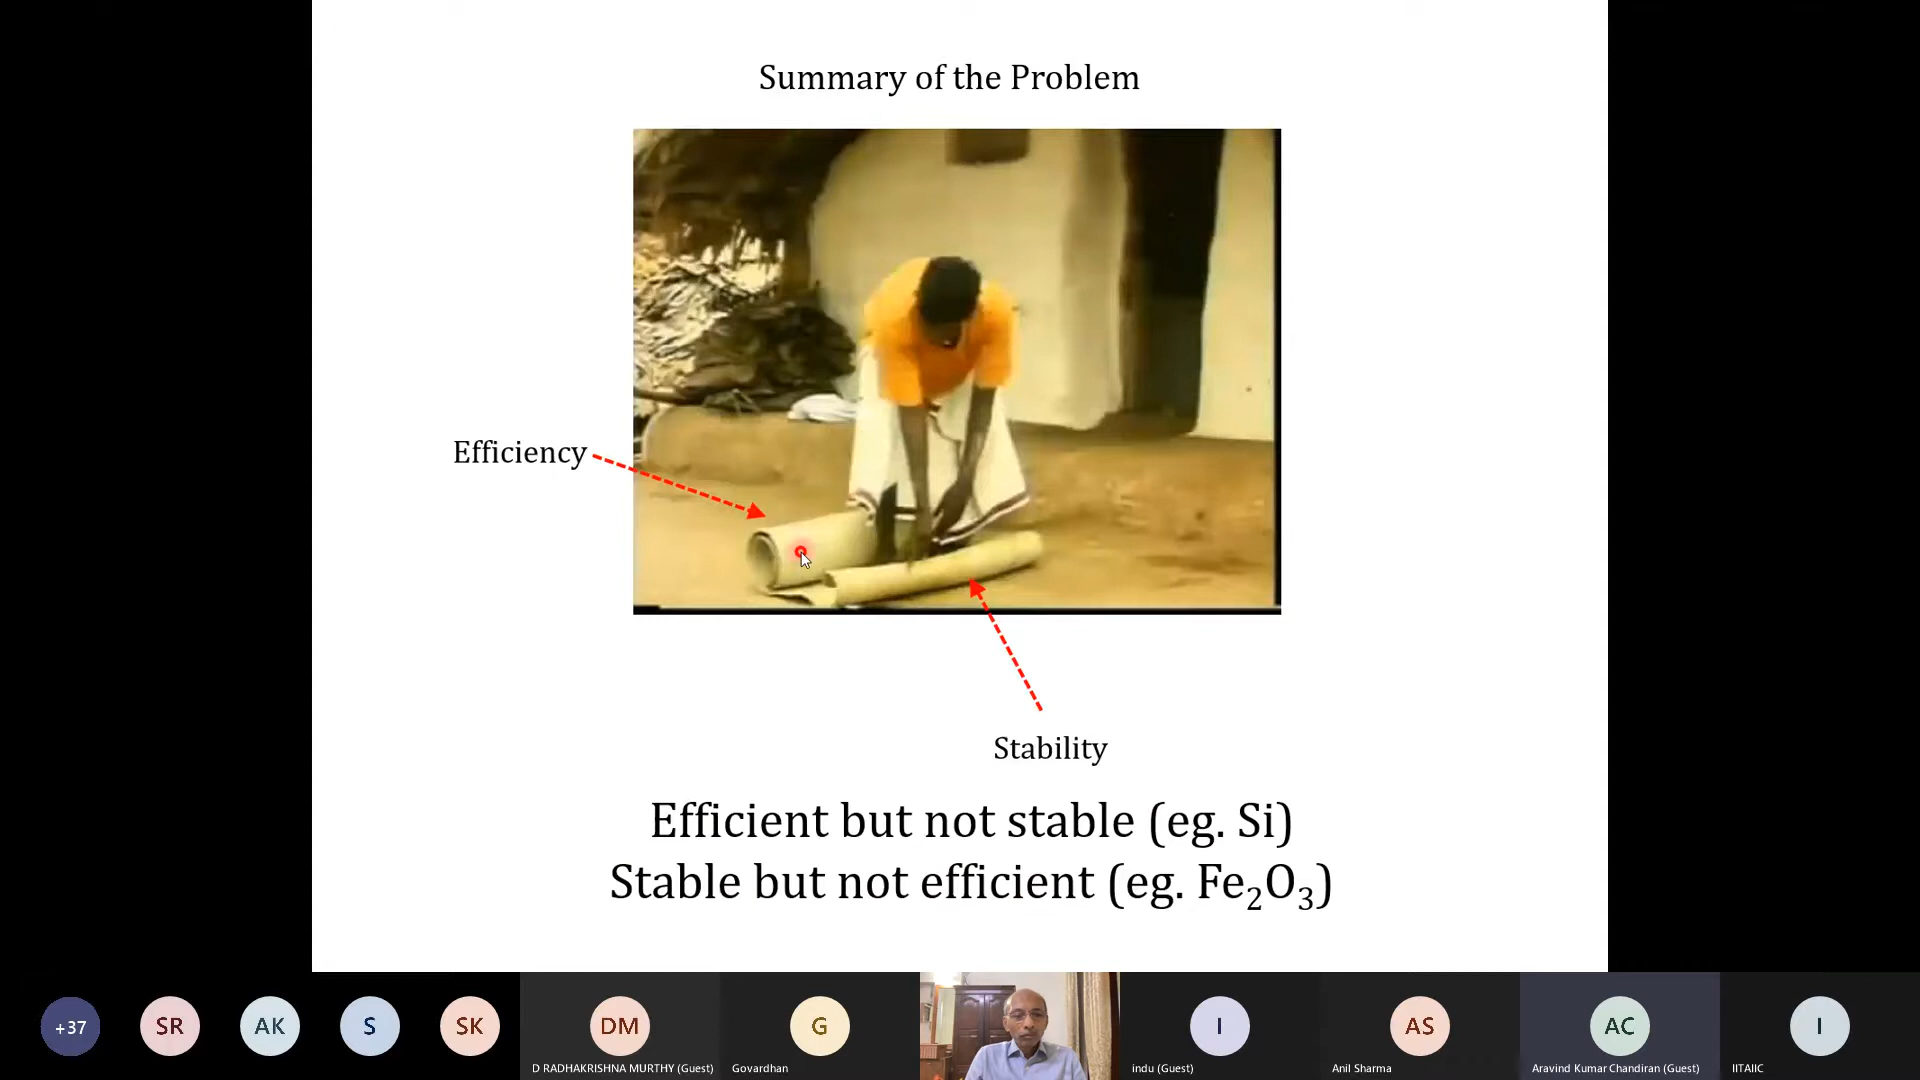 Summary of the Problem
Efficiency
Stability
Efficient but not stable (eg. Si)
Stable but not efficient (eg. Fe₂O₃)
+37
SR
AK
S
SK
DM
G
I
AS
AC
I
D RADHAKRISHNA MURTHY (Guest)
Govardhan
indu (Guest)
Anil Sharma
Aravind Kumar Chandiran (Guest)
IITAIIC